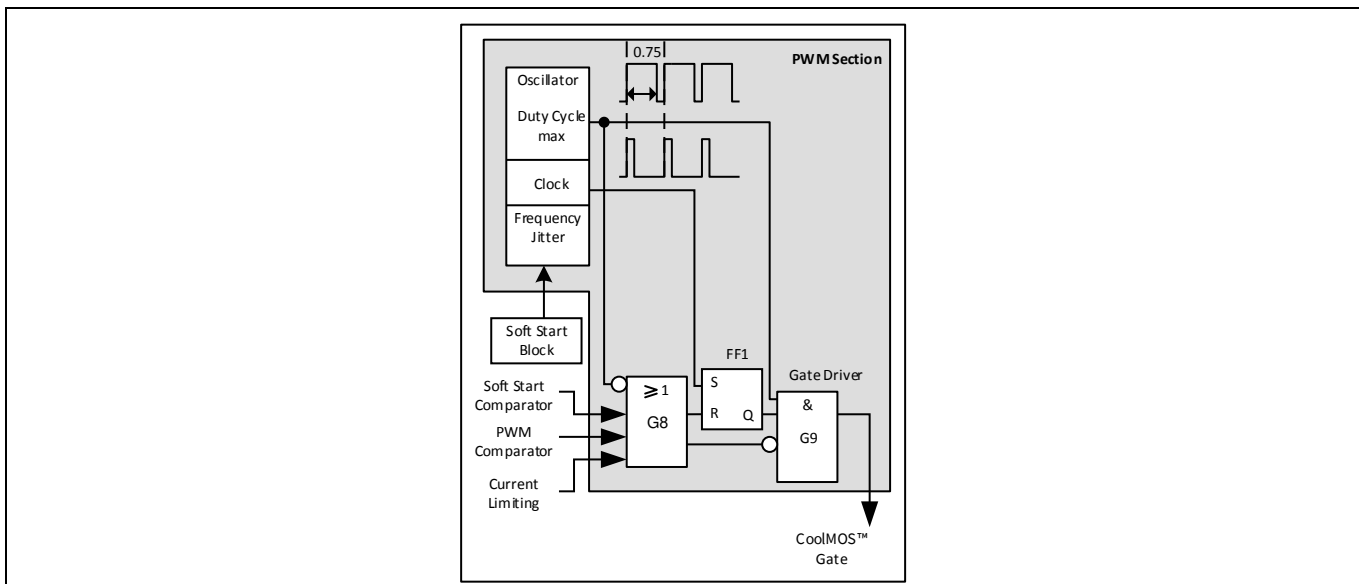 0.75
PWM Section
Oscillator
Duty Cycle
max
Clock
Frequency
Jitter
Soft Start
Block
FF1
Gate Driver
Soft Start
Comparator
PWM
Comparator
Current
Limiting
≥1
G8
S
R
Q
&
G9
CoolMOS™
Gate